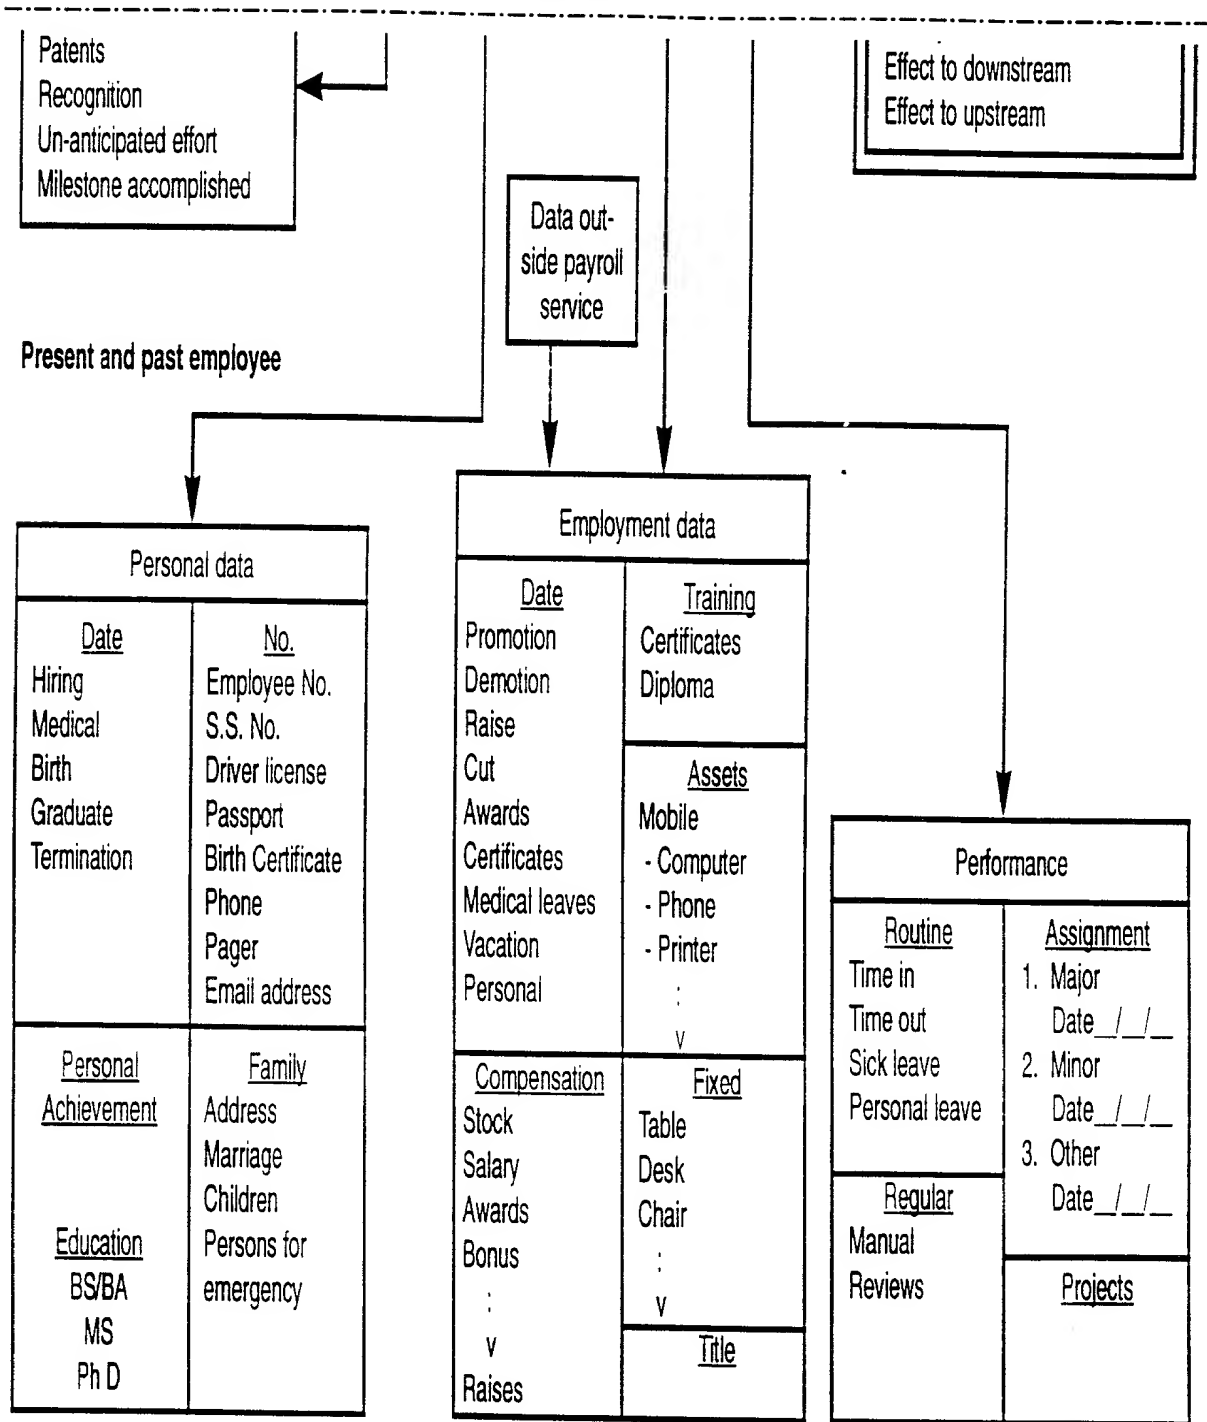 Patents
Recognition
Un-anticipated effort
Milestone accomplished
Effect to downstream
Effect to upstream
Data out-
side payroll
service
Present and past employee
Personal data
Date
Hiring
Medical
Birth
Graduate
Termination
No.
Employee No.
S.S. No.
Driver license
Passport
Birth Certificate
Phone
Pager
Email address
Personal
Achievement
Education
BS/BA
MS
Ph D
Family
Address
Marriage
Children
Persons for
emergency
Employment data
Date
Promotion
Demotion
Raise
Cut
Awards
Certificates
Medical leaves
Vacation
Personal
Training
Certificates
Diploma
Assets
Mobile
- Computer
- Phone
- Printer
:
v
Compensation
Stock
Salary
Awards
Bonus
:
v
Raises
Fixed
Table
Desk
Chair
:
v
Title
Performance
Routine
Time in
Time out
Sick leave
Personal leave
Regular
Manual
Reviews
Assignment
1. Major
Date__/__/__
2. Minor
Date__/__/__
3. Other
Date__/__/__
Projects